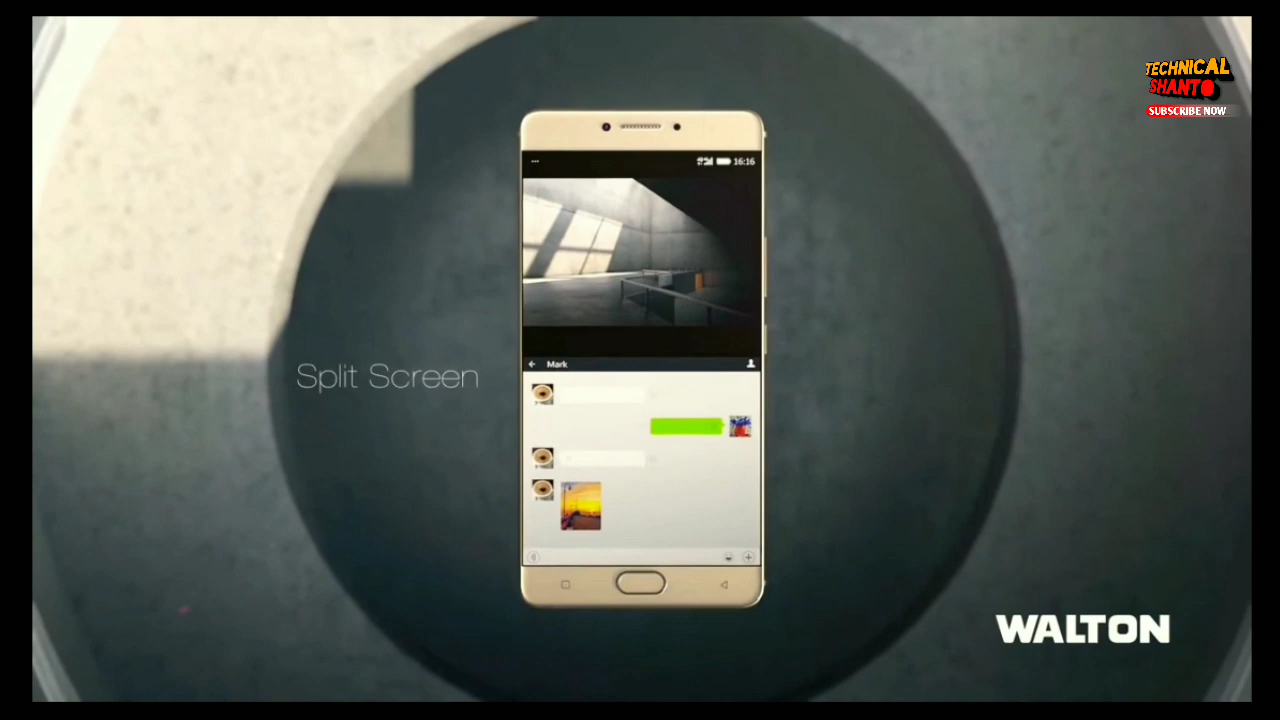 TECHNICAL
SHANTO
SUBSCRIBE NOW
16:16
Mark
Split Screen
WALTON